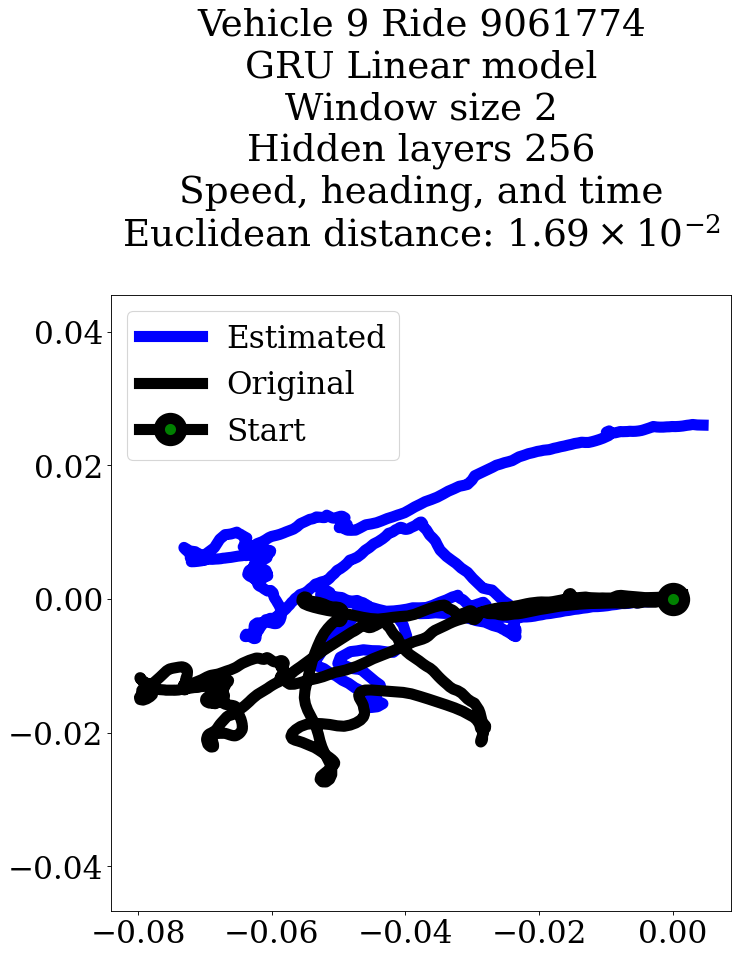 Vehicle 9 Ride 9061774
GRU Linear model
Window size 2
Hidden layers 256
Speed, heading, and time
Euclidean distance: 1.69 × 10⁻²
Estimated
Original
Start
0.04
0.02
0.00
−0.02
−0.04
−0.08 −0.06 −0.04 −0.02 0.00